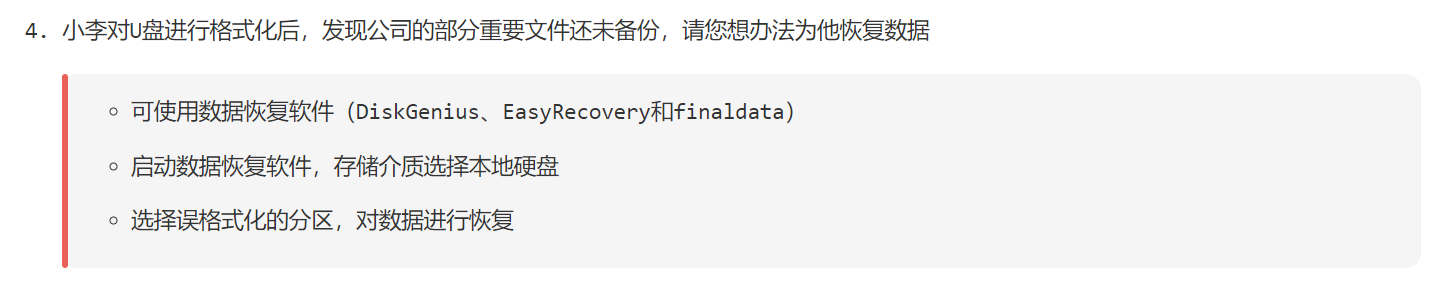 4. 小李对U盘进行格式化后，发现公司的部分重要文件还未备份，请您想办法为他恢复数据
可使用数据恢复软件（DiskGenius、EasyRecovery和finaldata）
启动数据恢复软件，存储介质选择本地硬盘
选择误格式化的分区，对数据进行恢复